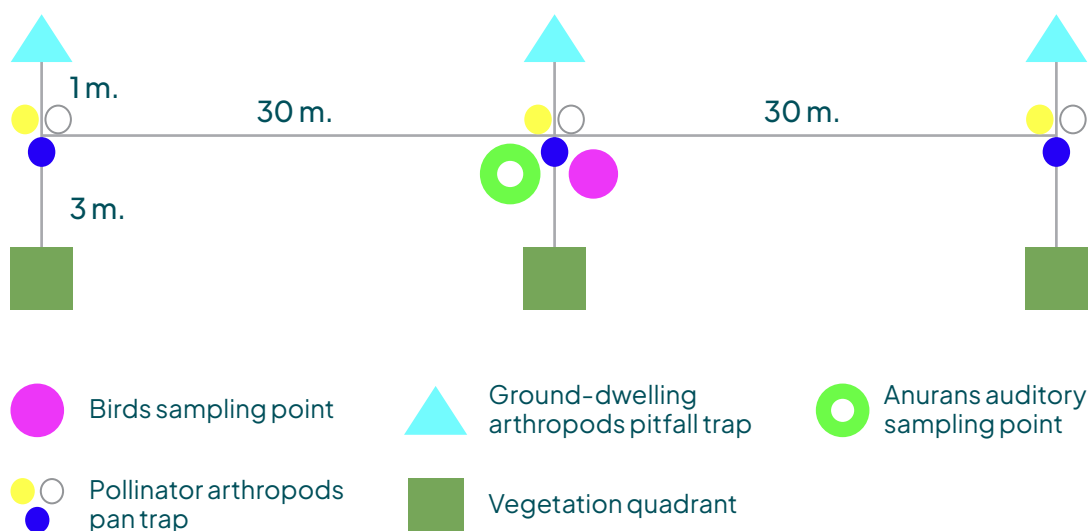 1 m.
30 m.
30 m.
3 m.
Birds sampling point
Ground-dwelling
arthropods pitfall trap
Anurans auditory
sampling point
Pollinator arthropods
pan trap
Vegetation quadrant